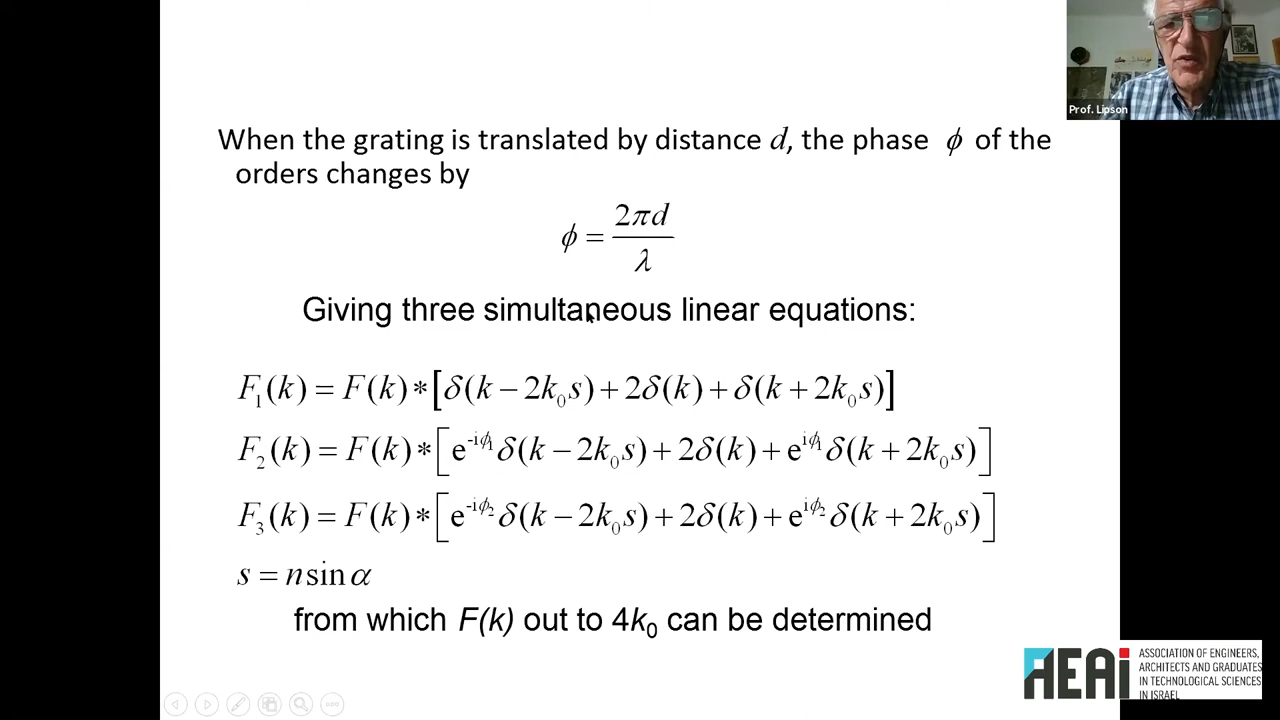 Prof. Lipson
When the grating is translated by distance d, the phase ϕ of the
orders changes by
ϕ = 2πd/λ
Giving three simultaneous linear equations:
F₁(k) = F(k) * [δ(k − 2k₀s) + 2δ(k) + δ(k + 2k₀s)]
F₂(k) = F(k) * [e^{-iϕ₁} δ(k − 2k₀s) + 2δ(k) + e^{iϕ₁} δ(k + 2k₀s)]
F₃(k) = F(k) * [e^{-iϕ₂} δ(k − 2k₀s) + 2δ(k) + e^{iϕ₂} δ(k + 2k₀s)]
s = n sin α
from which F(k) out to 4k₀ can be determined
AEAi
ASSOCIATION OF ENGINEERS,
ARCHITECTS AND GRADUATES
IN TECHNOLOGICAL SCIENCES
IN ISRAEL